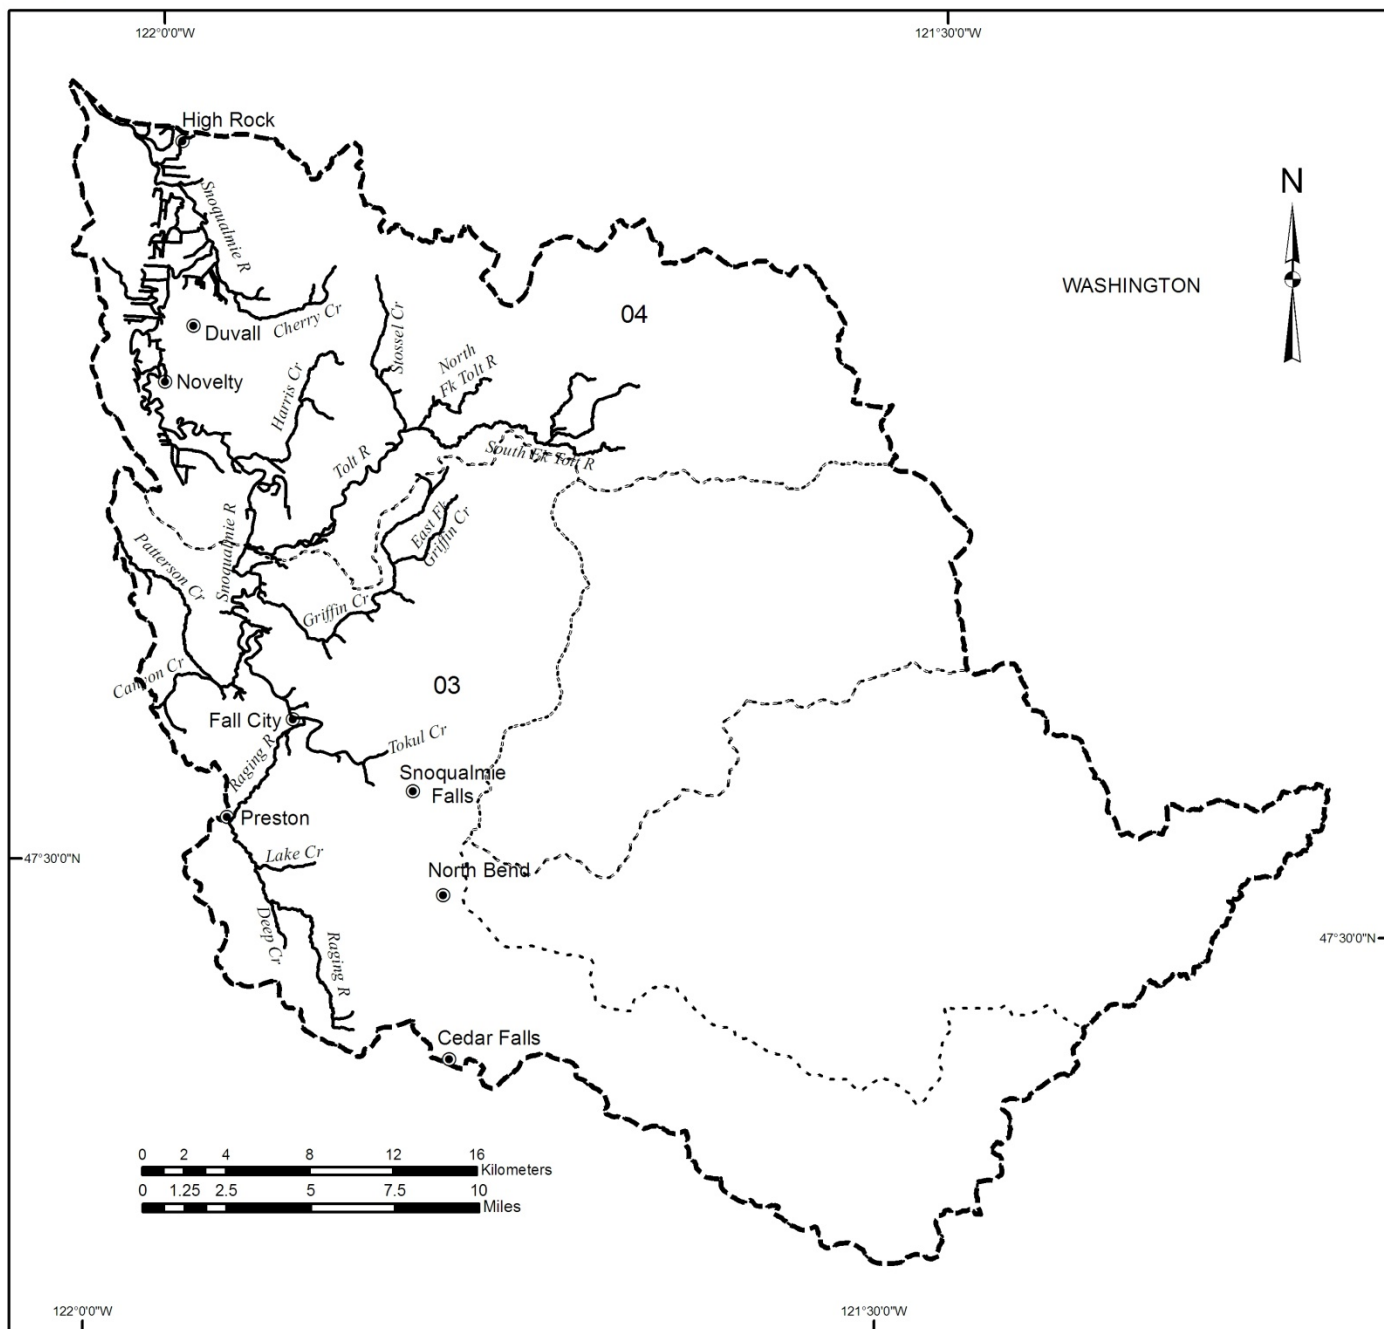 122°0'0"W
121°30'0"W
High Rock
N
Snoqualmie R
WASHINGTON
04
Cherry Cr
Duvall
Stossel Cr
North
Fk Tolt R
Novelty
Harris Cr
Tolt R
South Fk Tolt R
Snoqualmie R
East Fk
Griffin Cr
Patterson Cr
Griffin Cr
Canyon Cr
03
Fall City
Tokul Cr
Raging R
Snoqualmie
Falls
Preston
Lake Cr
47°30'0"N
North Bend
Deep Cr
Raging R
47°30'0"N
Cedar Falls
0 2 4 8 12 16
Kilometers
0 1.25 2.5 5 7.5 10
Miles
122°0'0"W
121°30'0"W